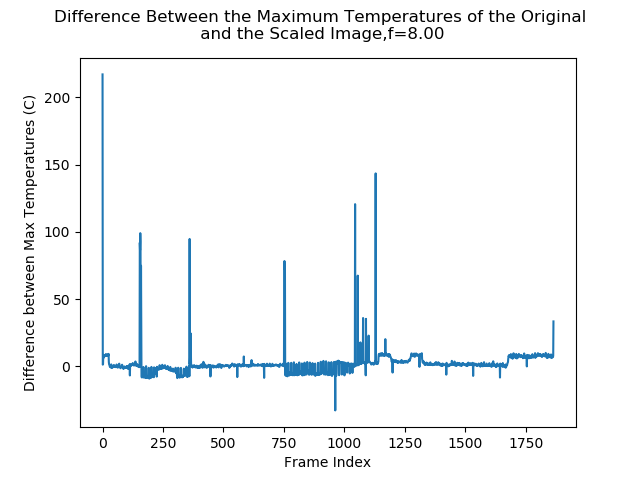 Difference Between the Maximum Temperatures of the Original
and the Scaled Image,f=8.00
Difference between Max Temperatures (C)
200
150
100
50
0
0 250 500 750 1000 1250 1500 1750
Frame Index